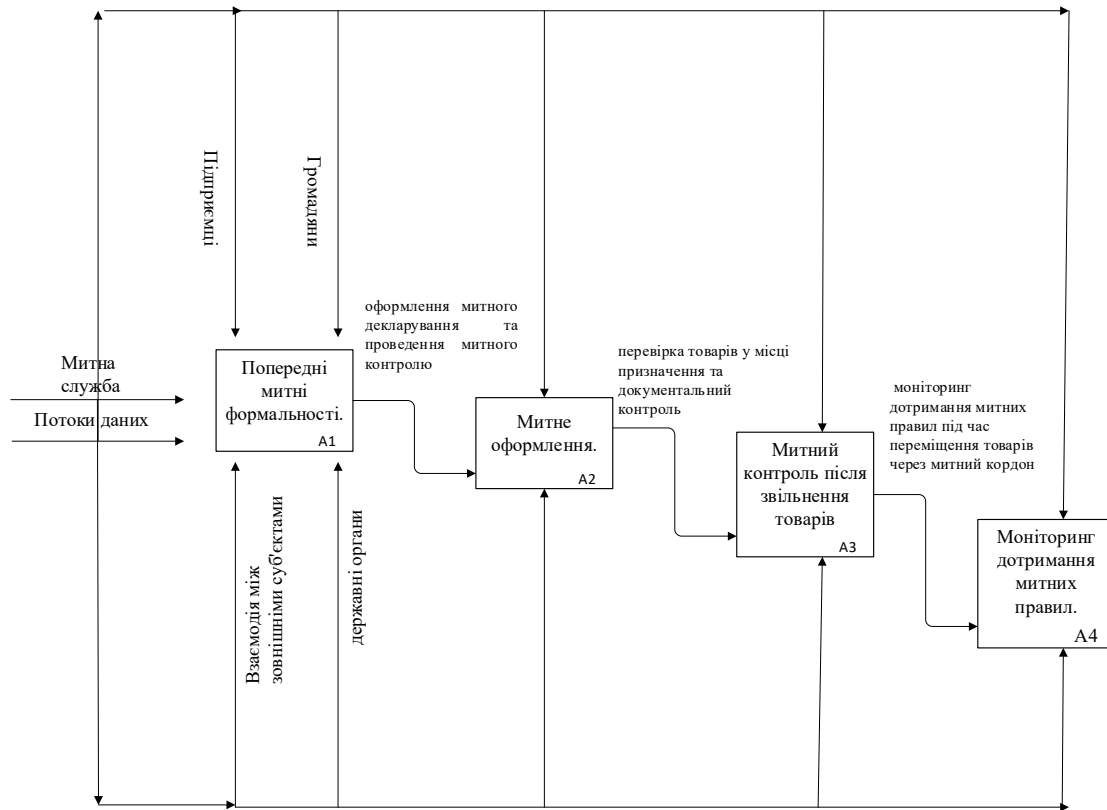 Підприємці
Громадяни
оформлення митного
декларування та
проведення митного
контролю
Митна
служба
Потоки даних
Попередні
митні
формальності.
A1
перевірка товарів у місці
призначення та
документальний
контроль
Митне
оформлення.
A2
моніторинг
дотримання митних
правил під час
переміщення товарів
через митний кордон
Митний
контроль після
звільнення
товарів
A3
Моніторинг
дотримання
митних
правил.
A4
Взаємодія між
зовнішніми суб'єктами
державні органи